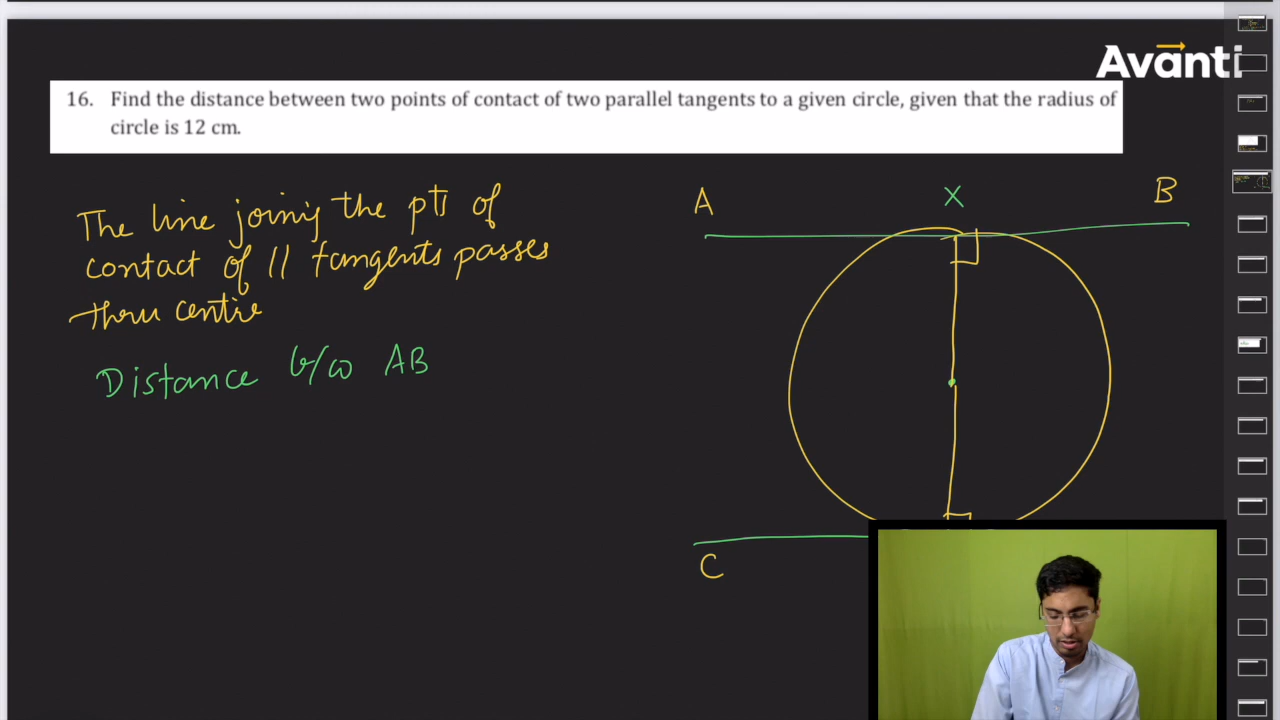 Avanti
16. Find the distance between two points of contact of two parallel tangents to a given circle, given that the radius of
circle is 12 cm.
The line joining the pts of
contact of || tangents passes
thru centre
Distance b/w AB
A
X
B
C